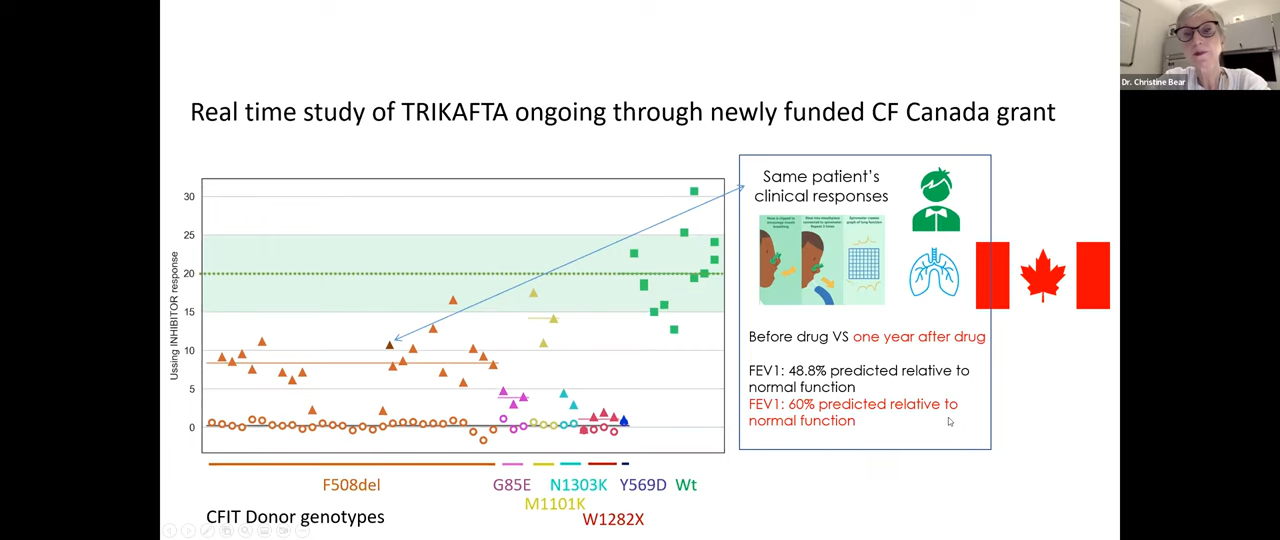 Dr. Christine Bear
Real time study of TRIKAFTA ongoing through newly funded CF Canada grant
Ussing INHIBITOR response
30
25
20
15
10
5
0
F508del
G85E
M1101K
N1303K
W1282X
Y569D
Wt
CFIT Donor genotypes
Same patient's
clinical responses
Before drug VS one year after drug
FEV1: 48.8% predicted relative to
normal function
FEV1: 60% predicted relative to
normal function